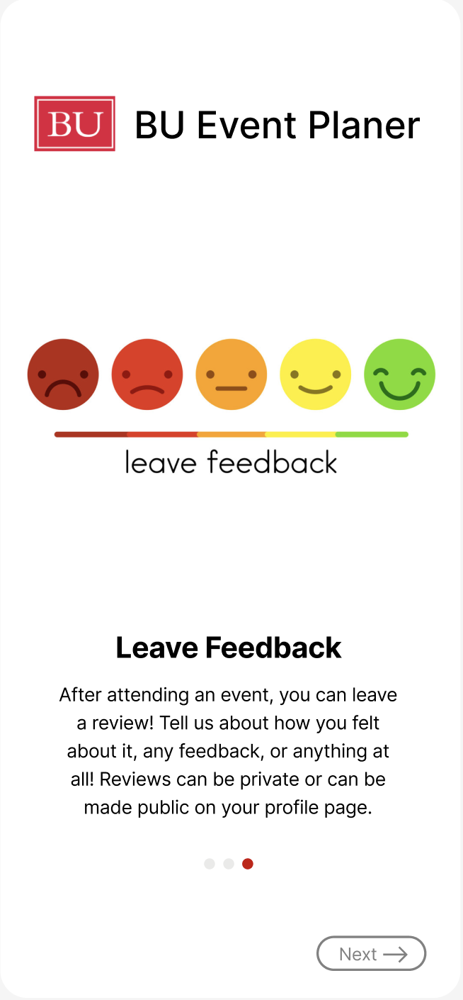 BU
BU Event Planer
leave feedback
Leave Feedback
After attending an event, you can leave
a review! Tell us about how you felt
about it, any feedback, or anything at
all! Reviews can be private or can be
made public on your profile page.
Next